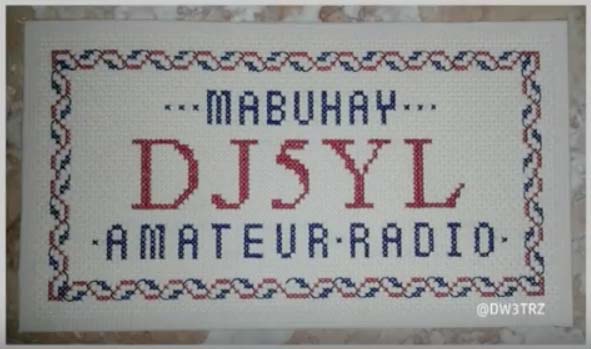 ···MABUHAY···
DJ5YL
·AMATEUR·RADIO·
@DW3TRZ